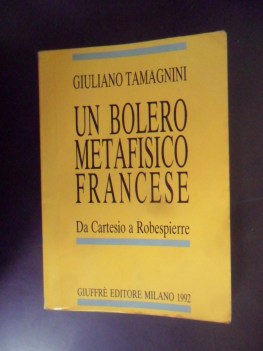 GIULIANO TAMAGNINI
UN BOLERO
METAFISICO
FRANCESE
Da Cartesio a Robespierre
GIUFFRÈ EDITORE MILANO 1992